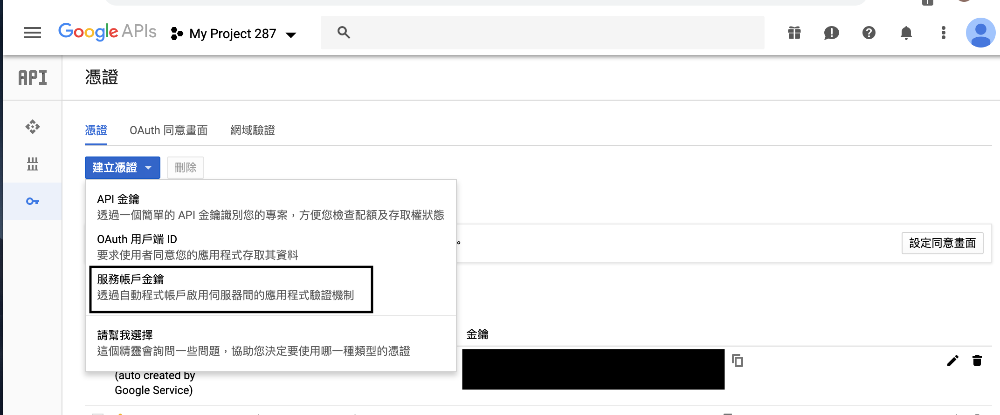 Google APIs
My Project 287
API
憑證
憑證 OAuth 同意畫面 網域驗證
建立憑證 刪除
API 金鑰
透過一個簡單的 API 金鑰識別您的專案，方便您檢查配額及存取權狀態
OAuth 用戶端 ID
要求使用者同意您的應用程式存取其資料
。
設定同意畫面
服務帳戶金鑰
透過自動程式帳戶啟用伺服器間的應用程式驗證機制
請幫我選擇
這個精靈會詢問一些問題，協助您決定要使用哪一種類型的憑證
金鑰
(auto created by
Google Service)